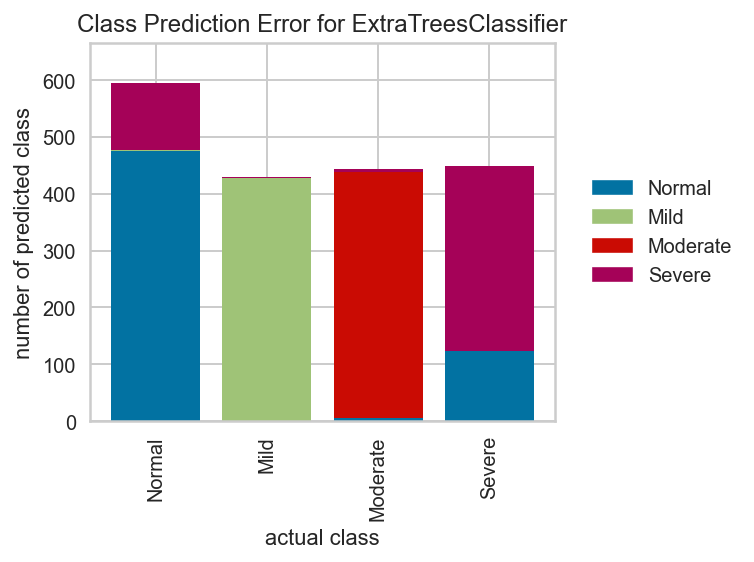 Class Prediction Error for ExtraTreesClassifier
number of predicted class
600
500
400
300
200
100
0
Normal
Mild
Moderate
Severe
actual class
Normal
Mild
Moderate
Severe